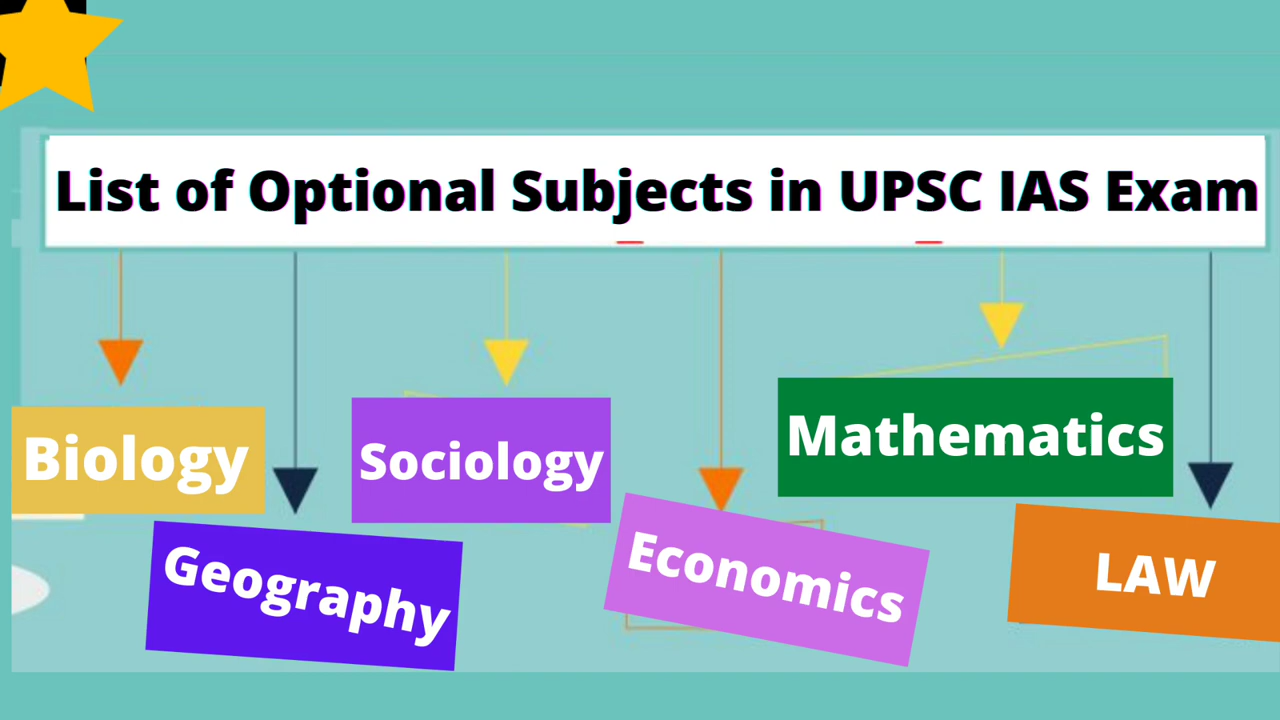 List of Optional Subjects in UPSC IAS Exam
Biology
Sociology
Mathematics
Geography
Economics
LAW